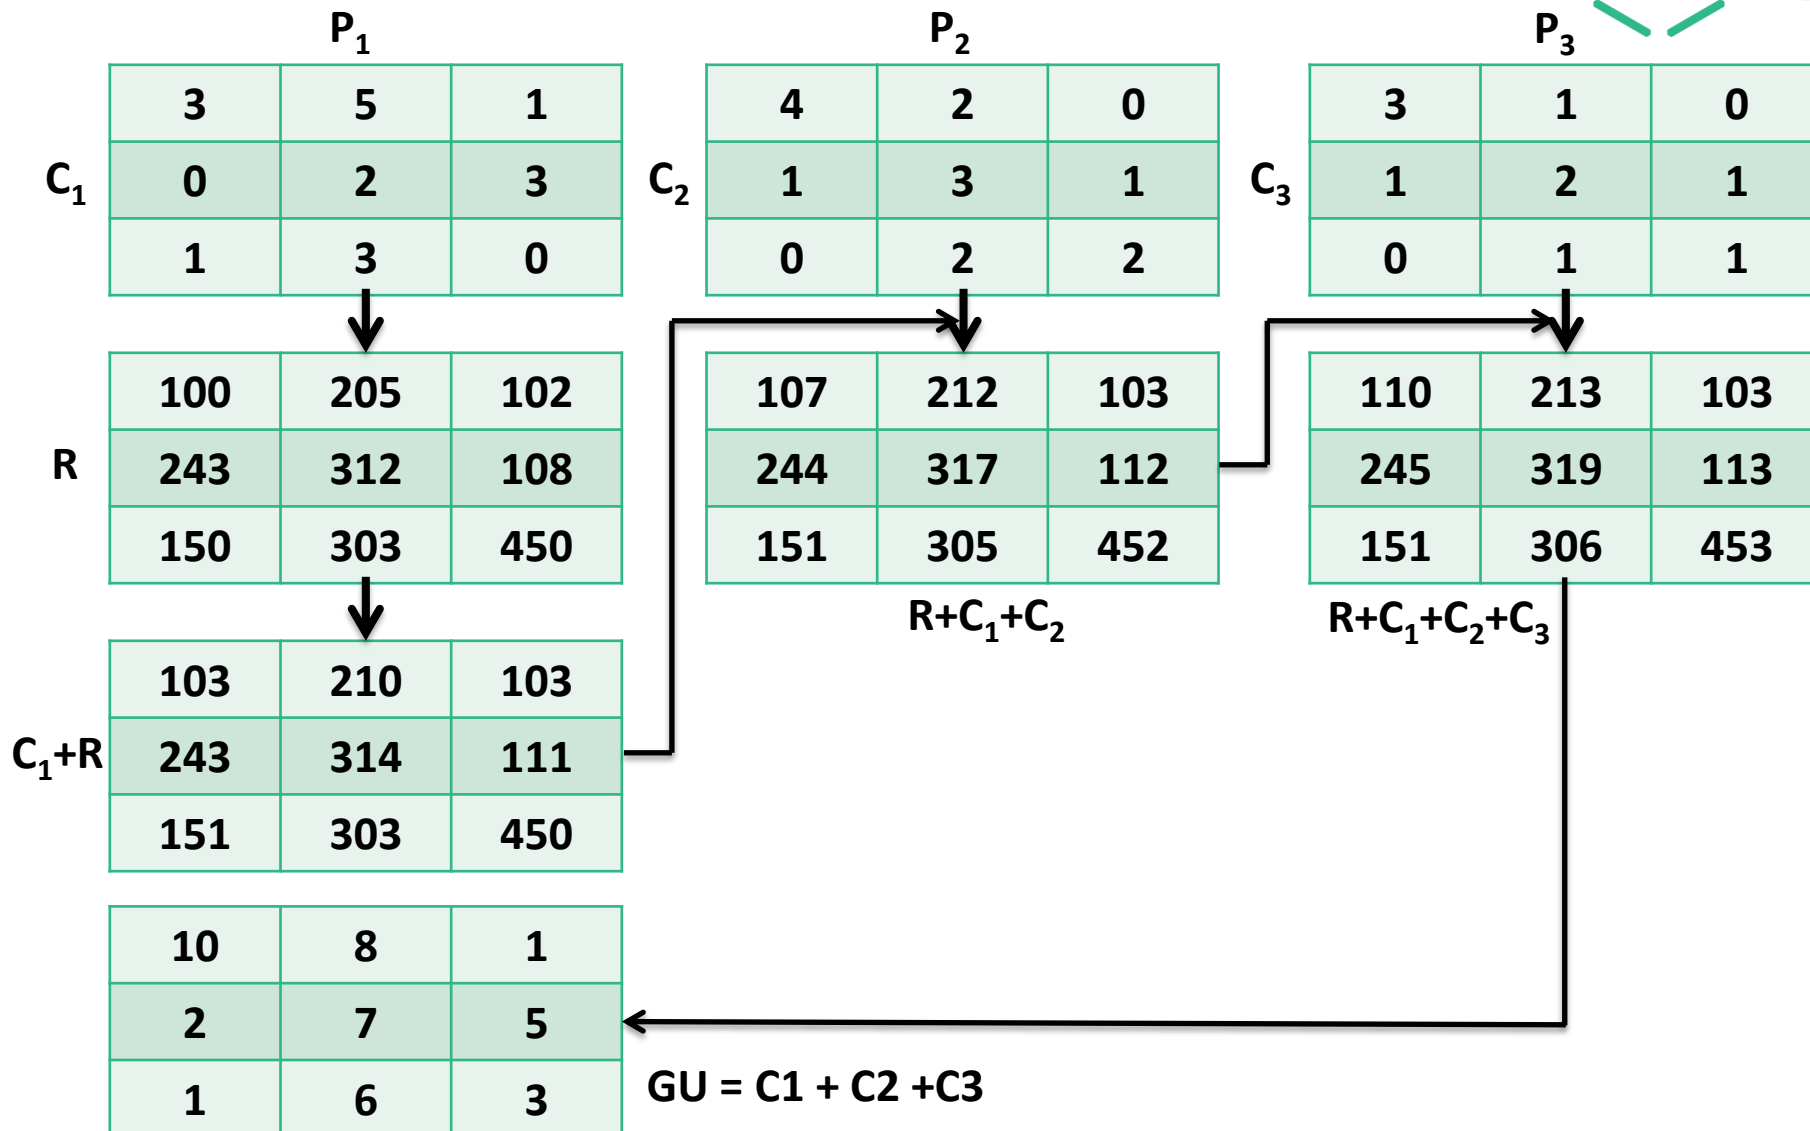 P1 P2 P3
3 5 1 4 2 0 3 1 0
C1 0 2 3 C2 1 3 1 C3 1 2 1
1 3 0 0 2 2 0 1 1
100 205 102 107 212 103 110 213 103
R 243 312 108 244 317 112 245 319 113
150 303 450 151 305 452 151 306 453
R+C1+C2 R+C1+C2+C3
103 210 103
C1+R 243 314 111
151 303 450
10 8 1
2 7 5
1 6 3 GU = C1 + C2 +C3